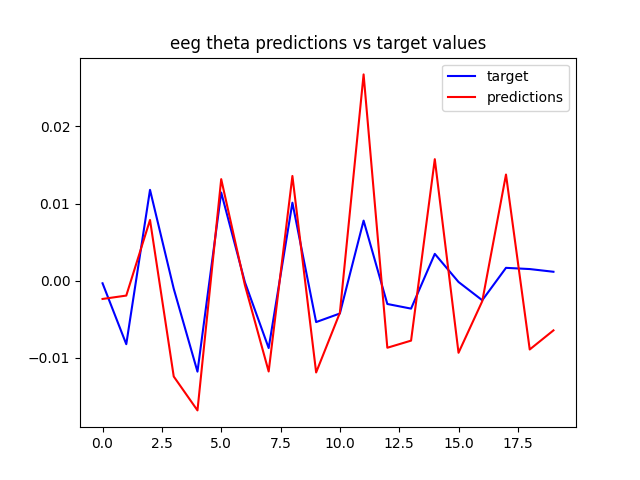 eeg theta predictions vs target values
target
predictions
0.02
0.01
0.00
−0.01
0.0 2.5 5.0 7.5 10.0 12.5 15.0 17.5